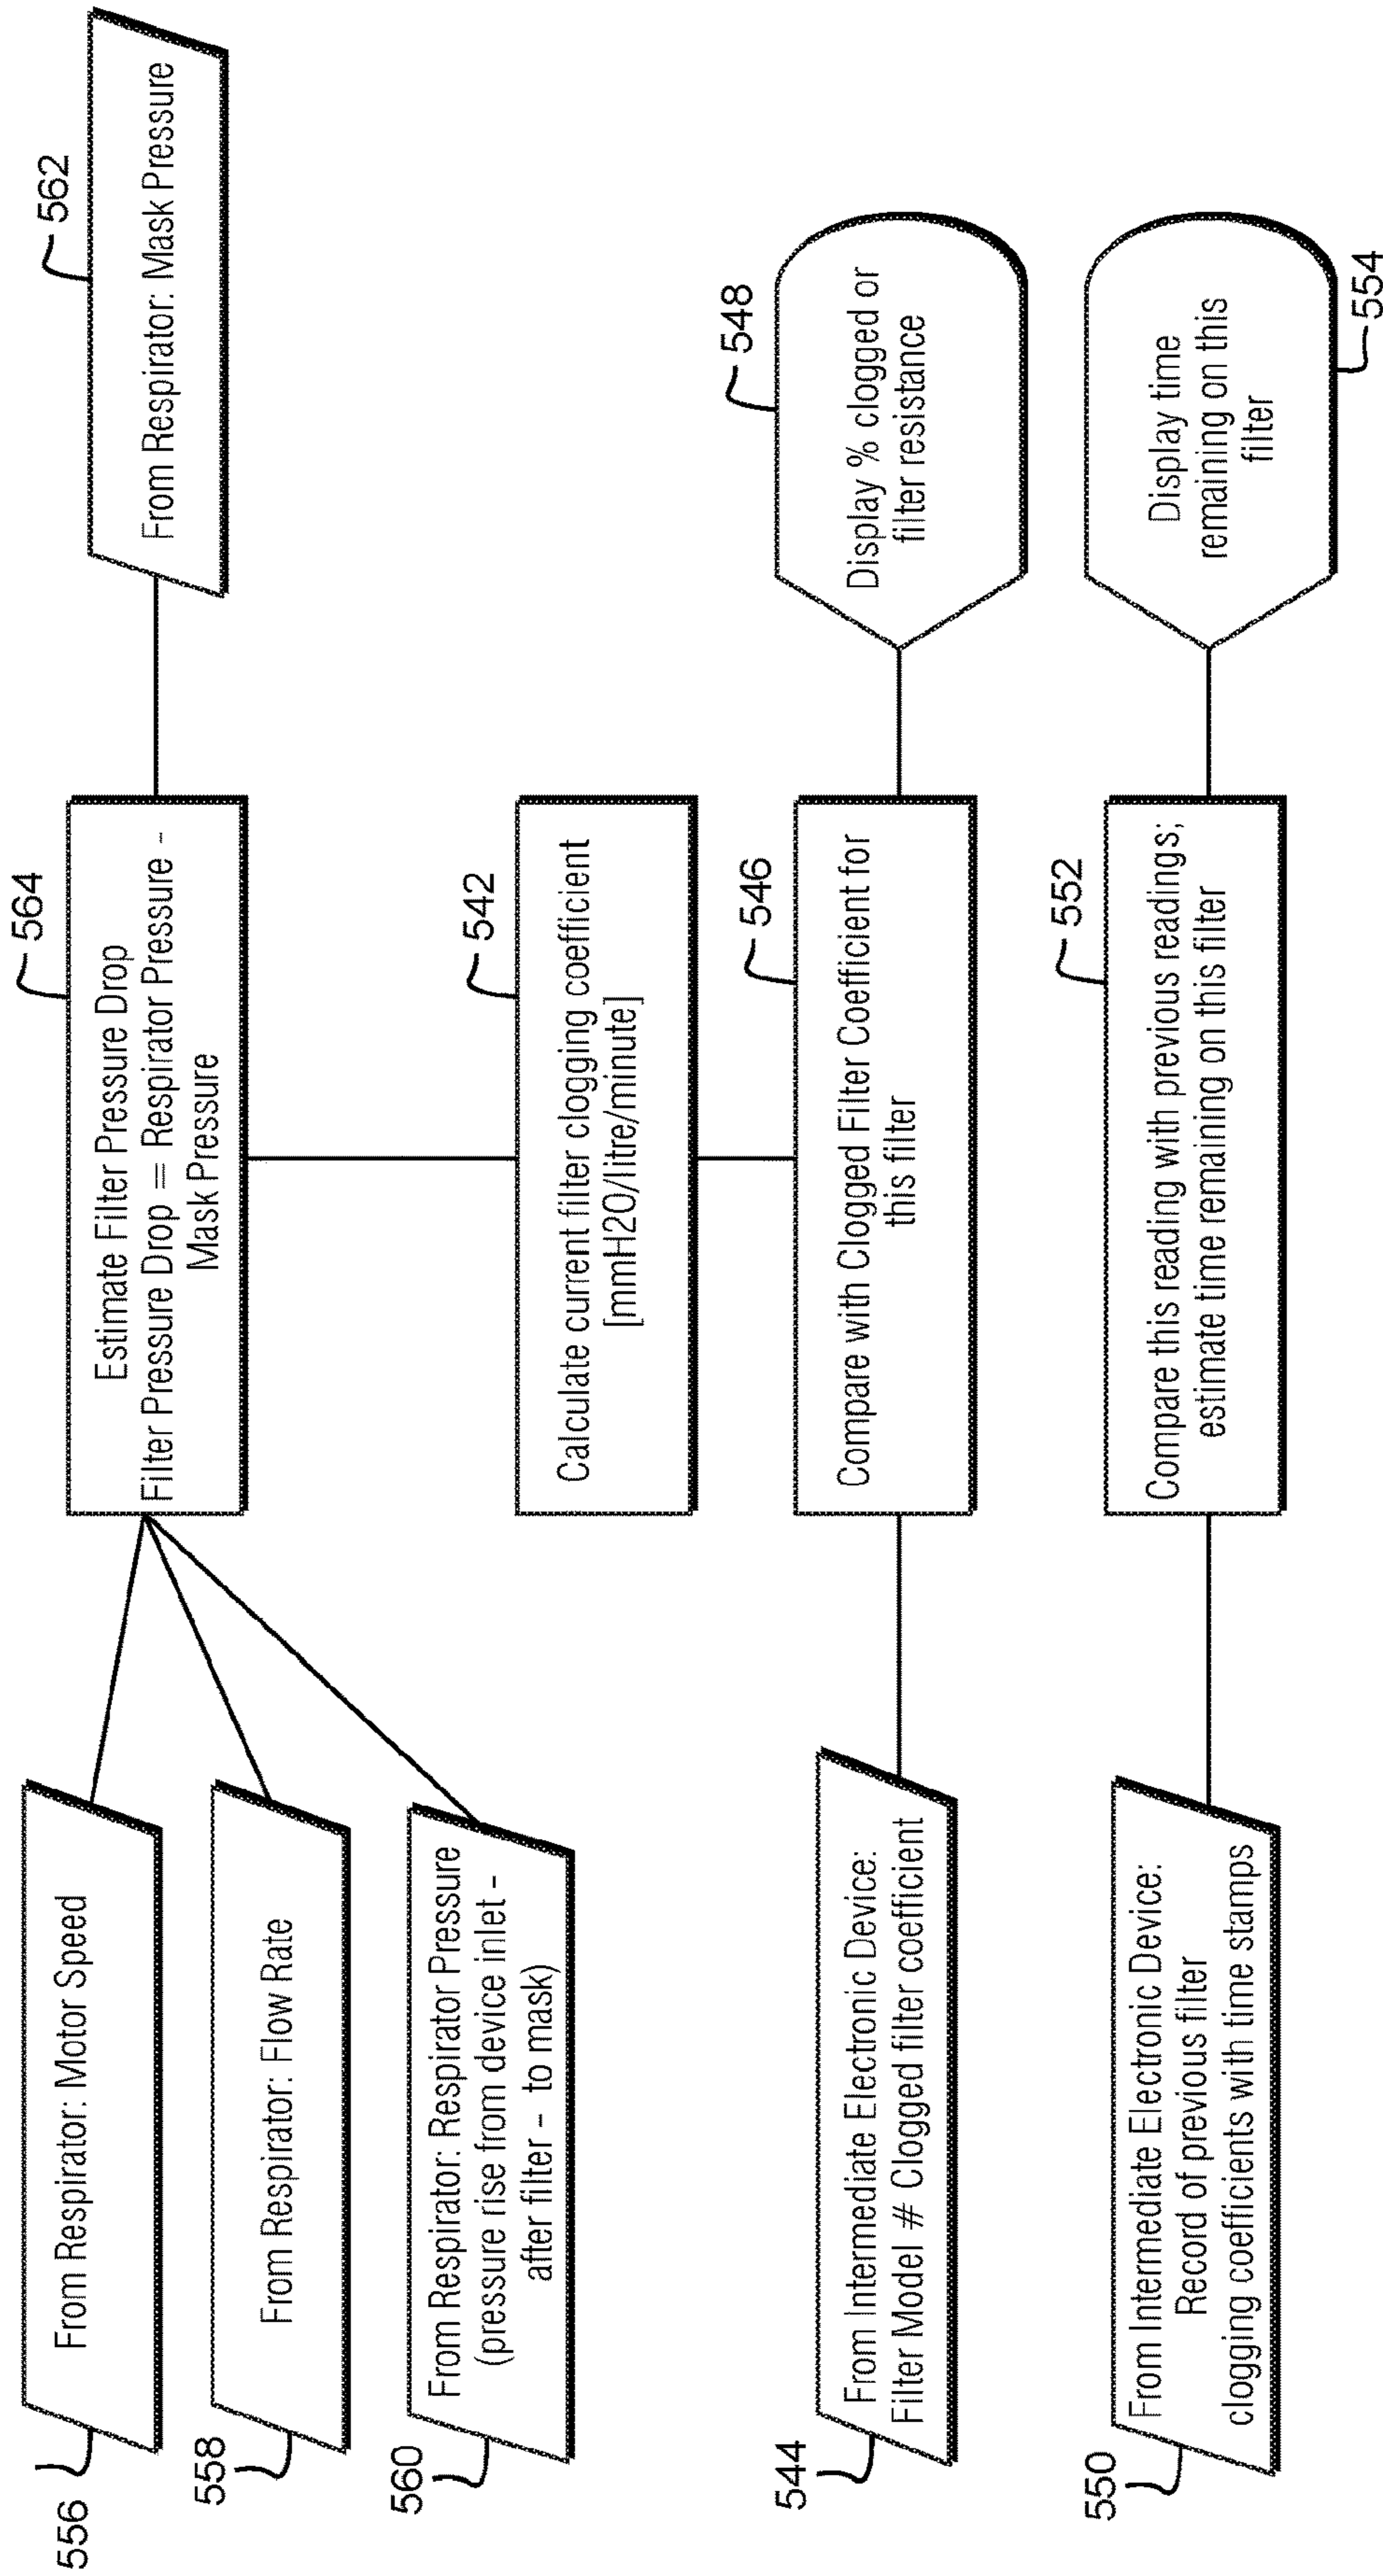 556
From Respirator: Motor Speed
558
From Respirator: Flow Rate
560
From Respirator: Respirator Pressure
(pressure rise from device inlet -
after filter - to mask)
564
Estimate Filter Pressure Drop
Filter Pressure Drop = Respirator Pressure -
Mask Pressure
562
From Respirator: Mask Pressure
542
Calculate current filter clogging coefficient
[mmH2O/litre/minute]
544
From Intermediate Electronic Device:
Filter Model # Clogged filter coefficient
546
Compare with Clogged Filter Coefficient for
this filter
548
Display % clogged or
filter resistance
550
From Intermediate Electronic Device:
Record of previous filter
clogging coefficients with time stamps
552
Compare this reading with previous readings;
estimate time remaining on this filter
Display time
remaining on this
filter
554